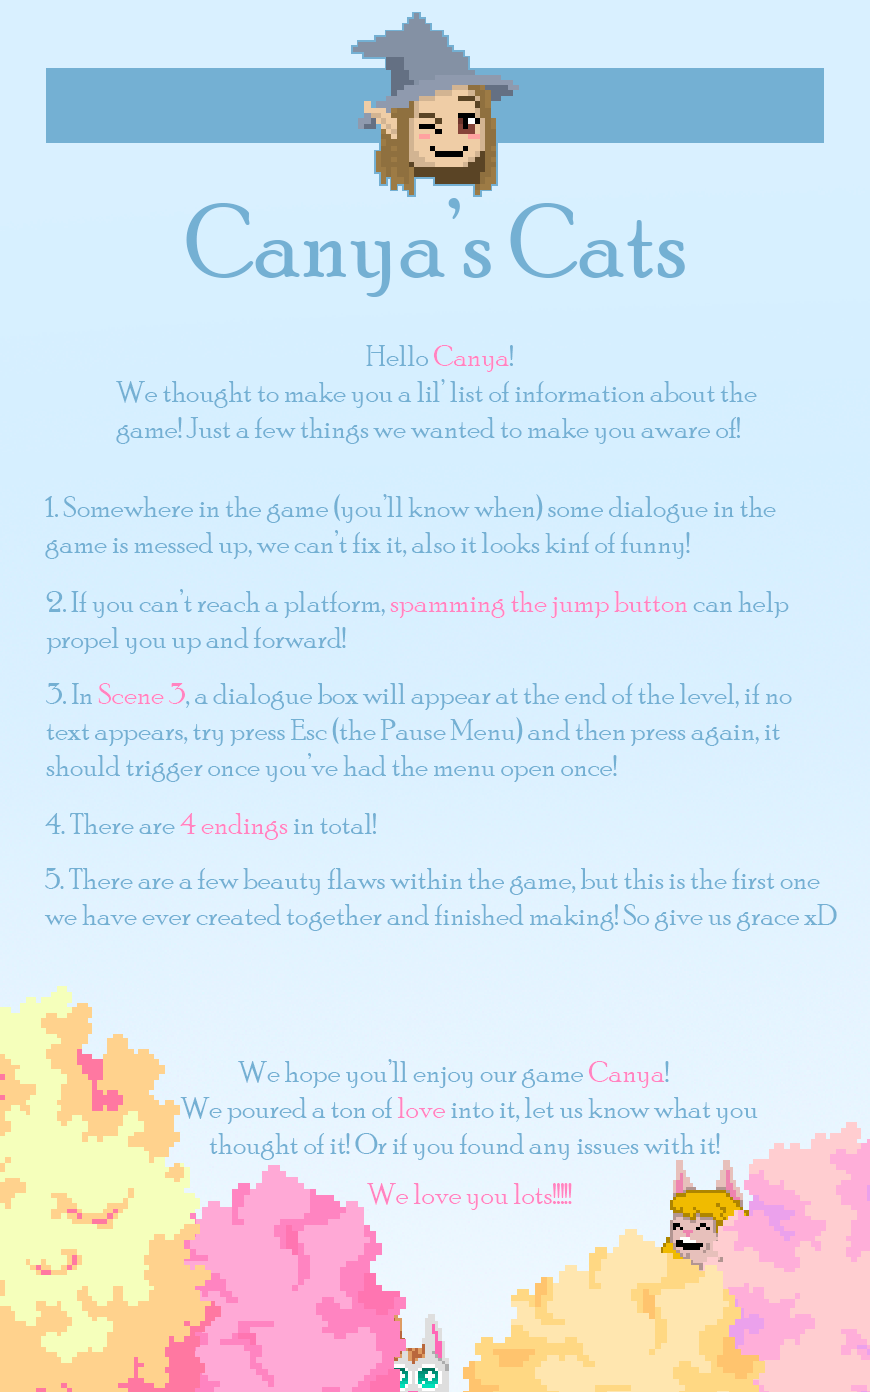 Canya's Cats
Hello Canya!
We thought to make you a lil' list of information about the
game! Just a few things we wanted to make you aware of!
1. Somewhere in the game (you'll know when) some dialogue in the
game is messed up, we can't fix it, also it looks kinf of funny!
2. If you can't reach a platform, spamming the jump button can help
propel you up and forward!
3. In Scene 3, a dialogue box will appear at the end of the level, if no
text appears, try press Esc (the Pause Menu) and then press again, it
should trigger once you've had the menu open once!
4. There are 4 endings in total!
5. There are a few beauty flaws within the game, but this is the first one
we have ever created together and finished making! So give us grace xD
We hope you'll enjoy our game Canya!
We poured a ton of love into it, let us know what you
thought of it! Or if you found any issues with it!
We love you lots!!!!!